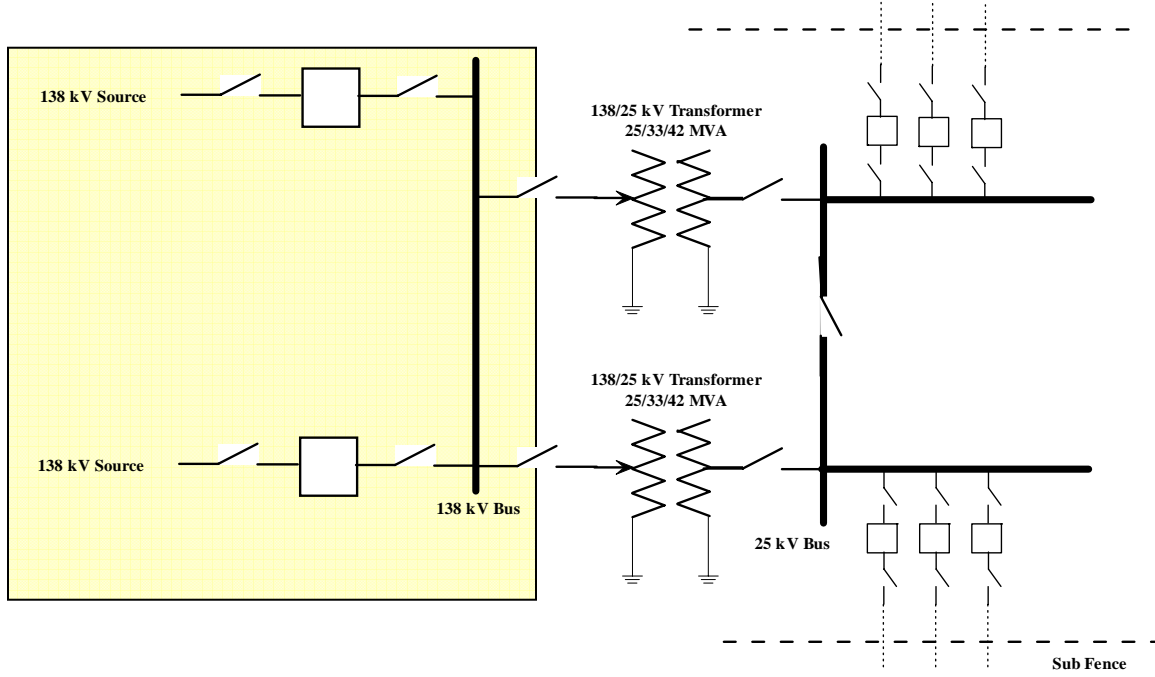 138 kV Source
138/25 kV Transformer
25/33/42 MVA
138/25 kV Transformer
25/33/42 MVA
138 kV Source
138 kV Bus
25 kV Bus
Sub Fence